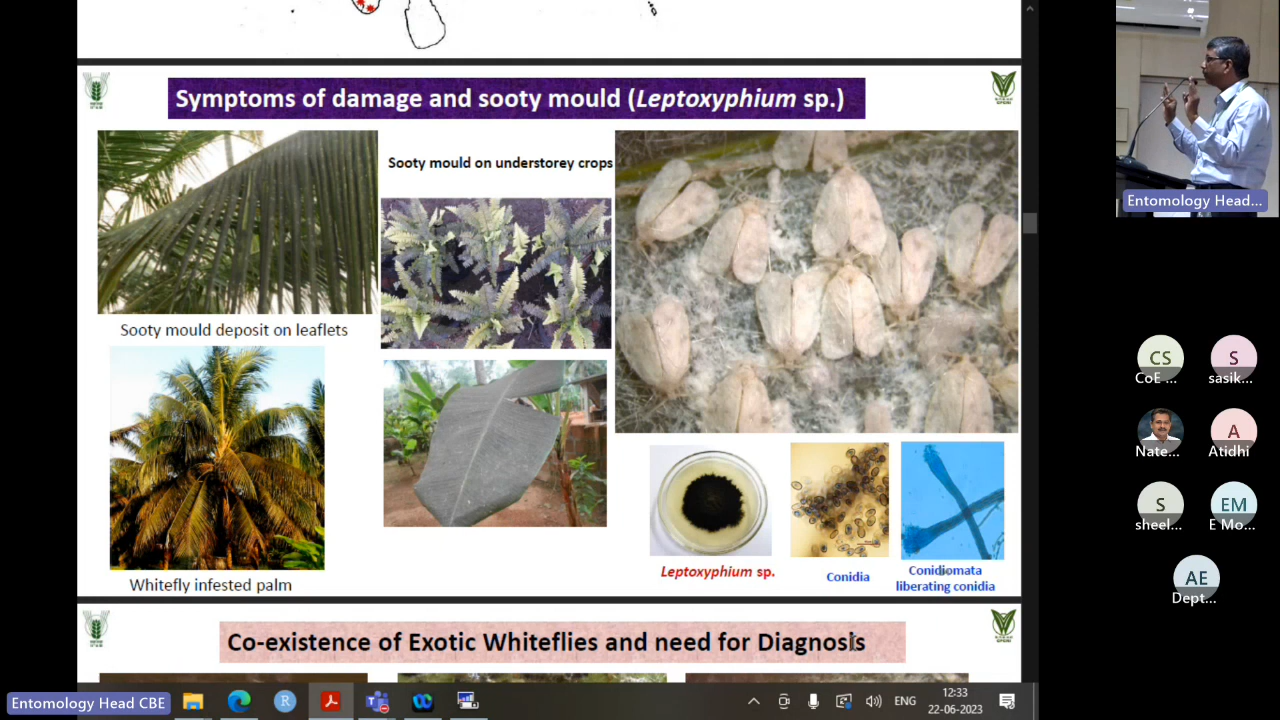 Symptoms of damage and sooty mould (Leptoxyphium sp.)
Sooty mould on understorey crops
Sooty mould deposit on leaflets
Whitefly infested palm
Leptoxyphium sp.
Conidia
Conidiomata
liberating conidia
Co-existence of Exotic Whiteflies and need for Diagnosis
Entomology Head...
CS
CoE ...
S
sasik...
Nate...
A
Atidhi
S
sheel...
EM
E Mo...
AE
Dept...
Entomology Head CBE
R
ENG
12:33
22-06-2023